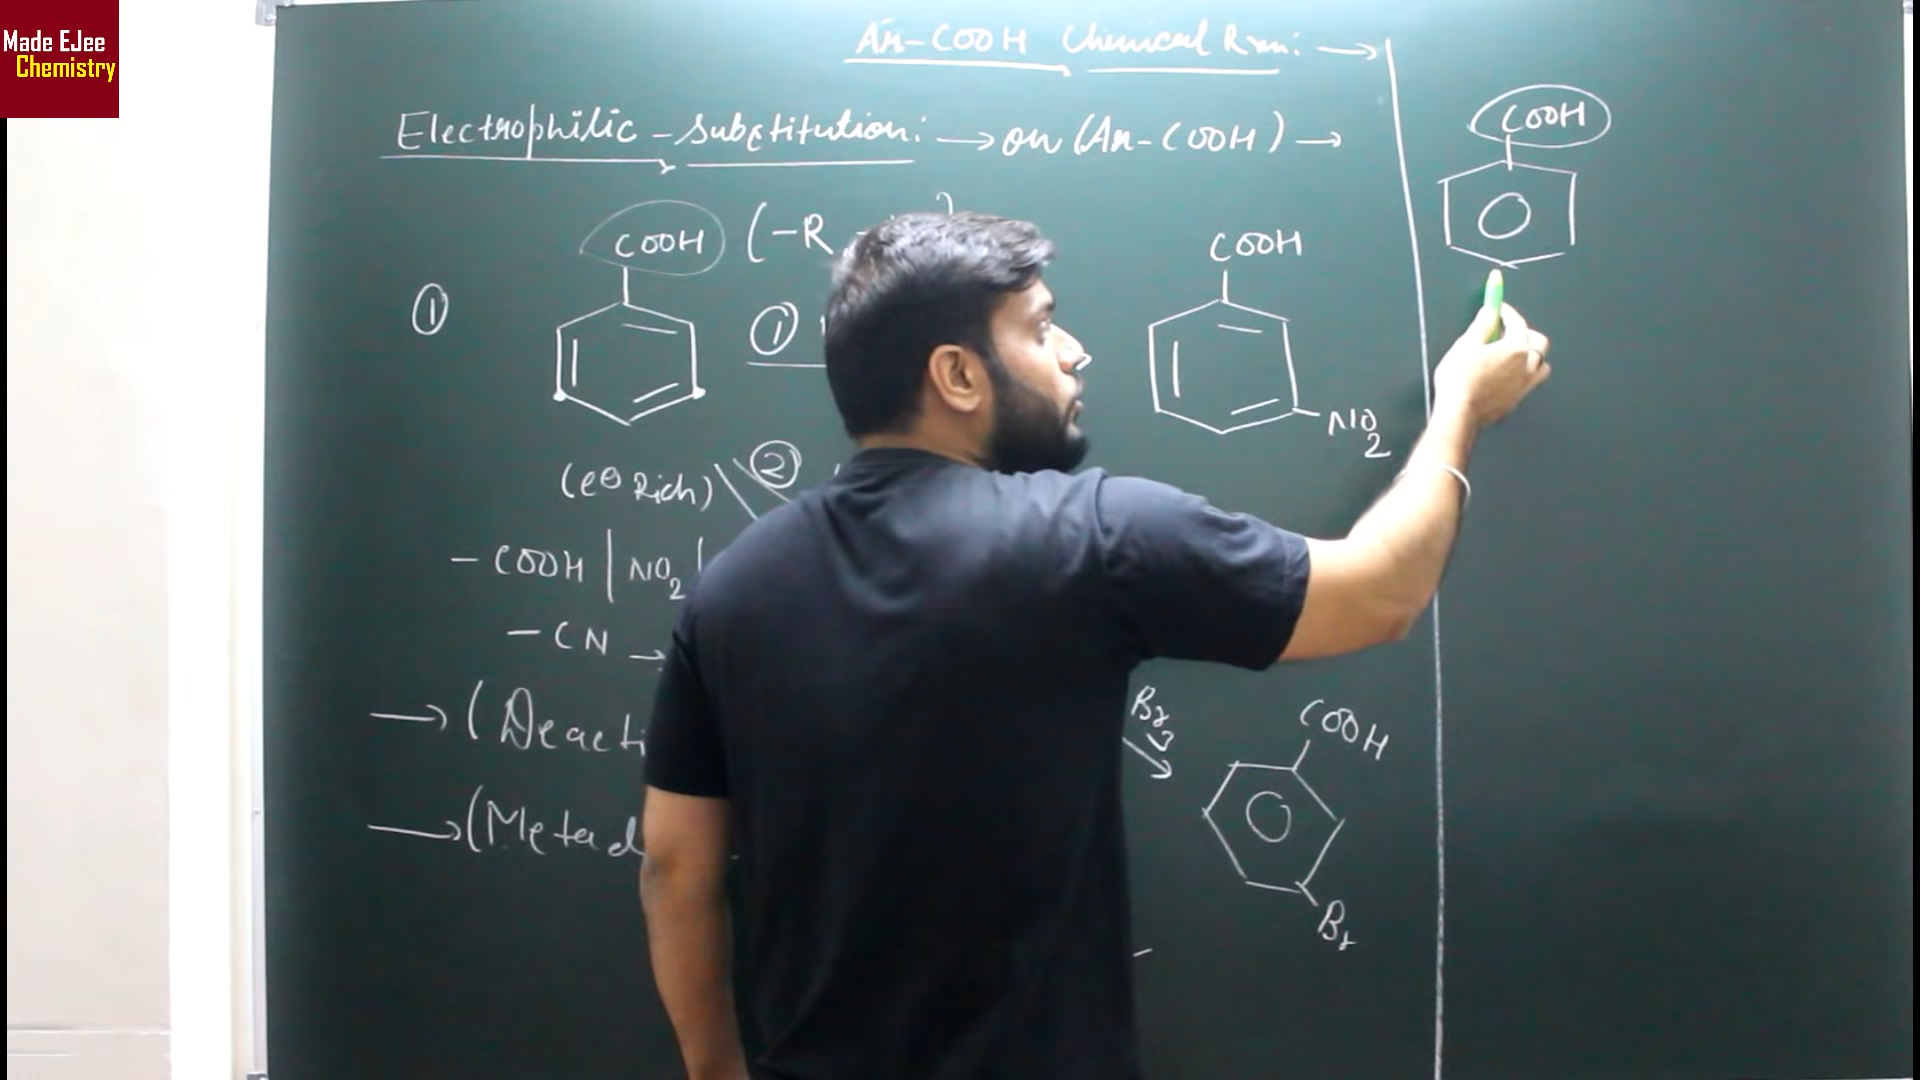 Made EJee
Chemistry
Ar-COOH Chemical Rxn: →
Electrophilic - substitution: → on (Ar-COOH) →
COOH
COOH (-R
COOH
①
①
NO2
(e⊖ Rich)
②
- COOH | NO2 |
- CN →
→ (Deacti
Br
COOH
→ (Metad
Br